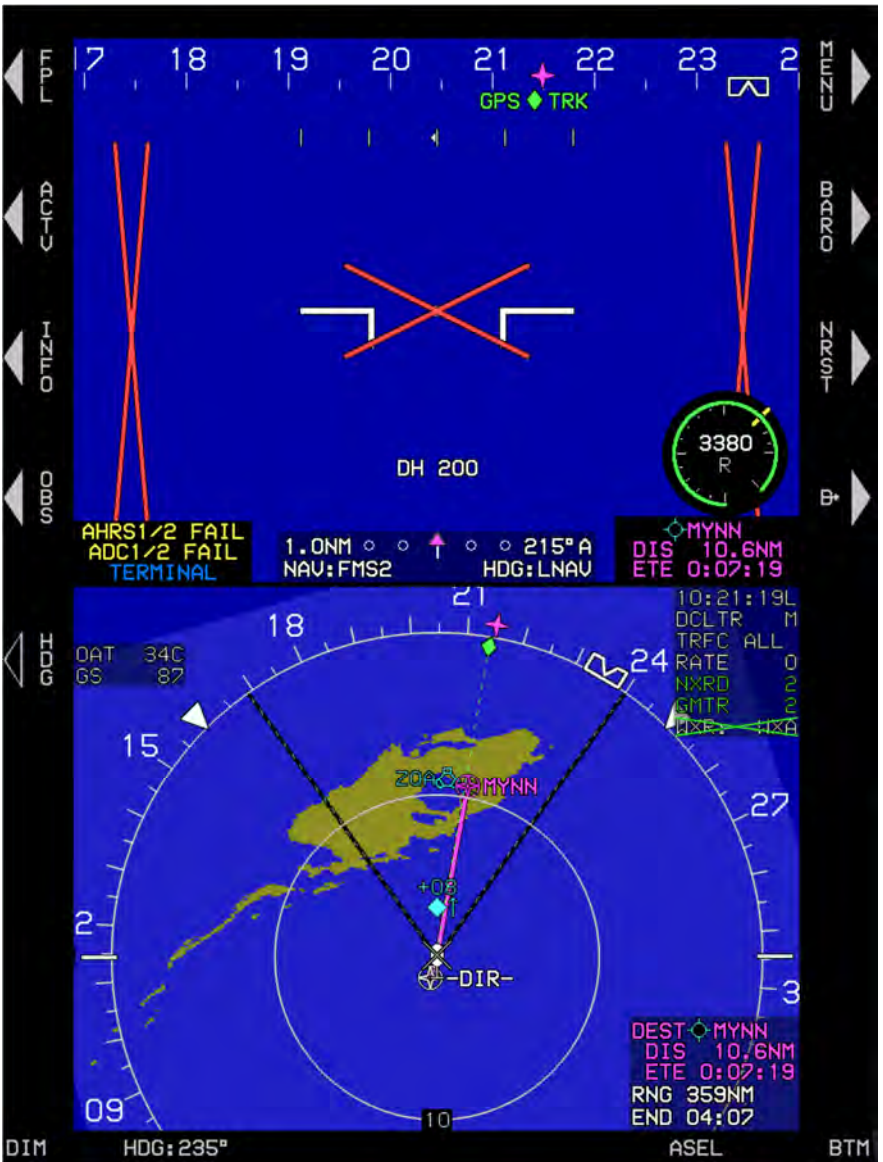 FPL
MENU
17 18 19 20 21 22 23 2
GPS TRK
ACTV
BARO
INFO
NRST
3380
R
DH 200
OBS
AHRS1/2 FAIL
ADC1/2 FAIL
TERMINAL
1.0NM 215°A
NAV:FMS2 HDG:LNAV
MYNN
DIS 10.6NM
ETE 0:07:19
HDG
OAT 34C
GS 87
21
18
24
15
27
2
3
09
10:21:19L
DCLTR M
TRFC ALL
RATE 0
NXRD 2
GMTR 2
WXR: WXA
ZOA
MYNN
+03
-DIR-
DEST MYNN
DIS 10.6NM
ETE 0:07:19
RNG 359NM
END 04:07
10
DIM HDG:235° ASEL BTM